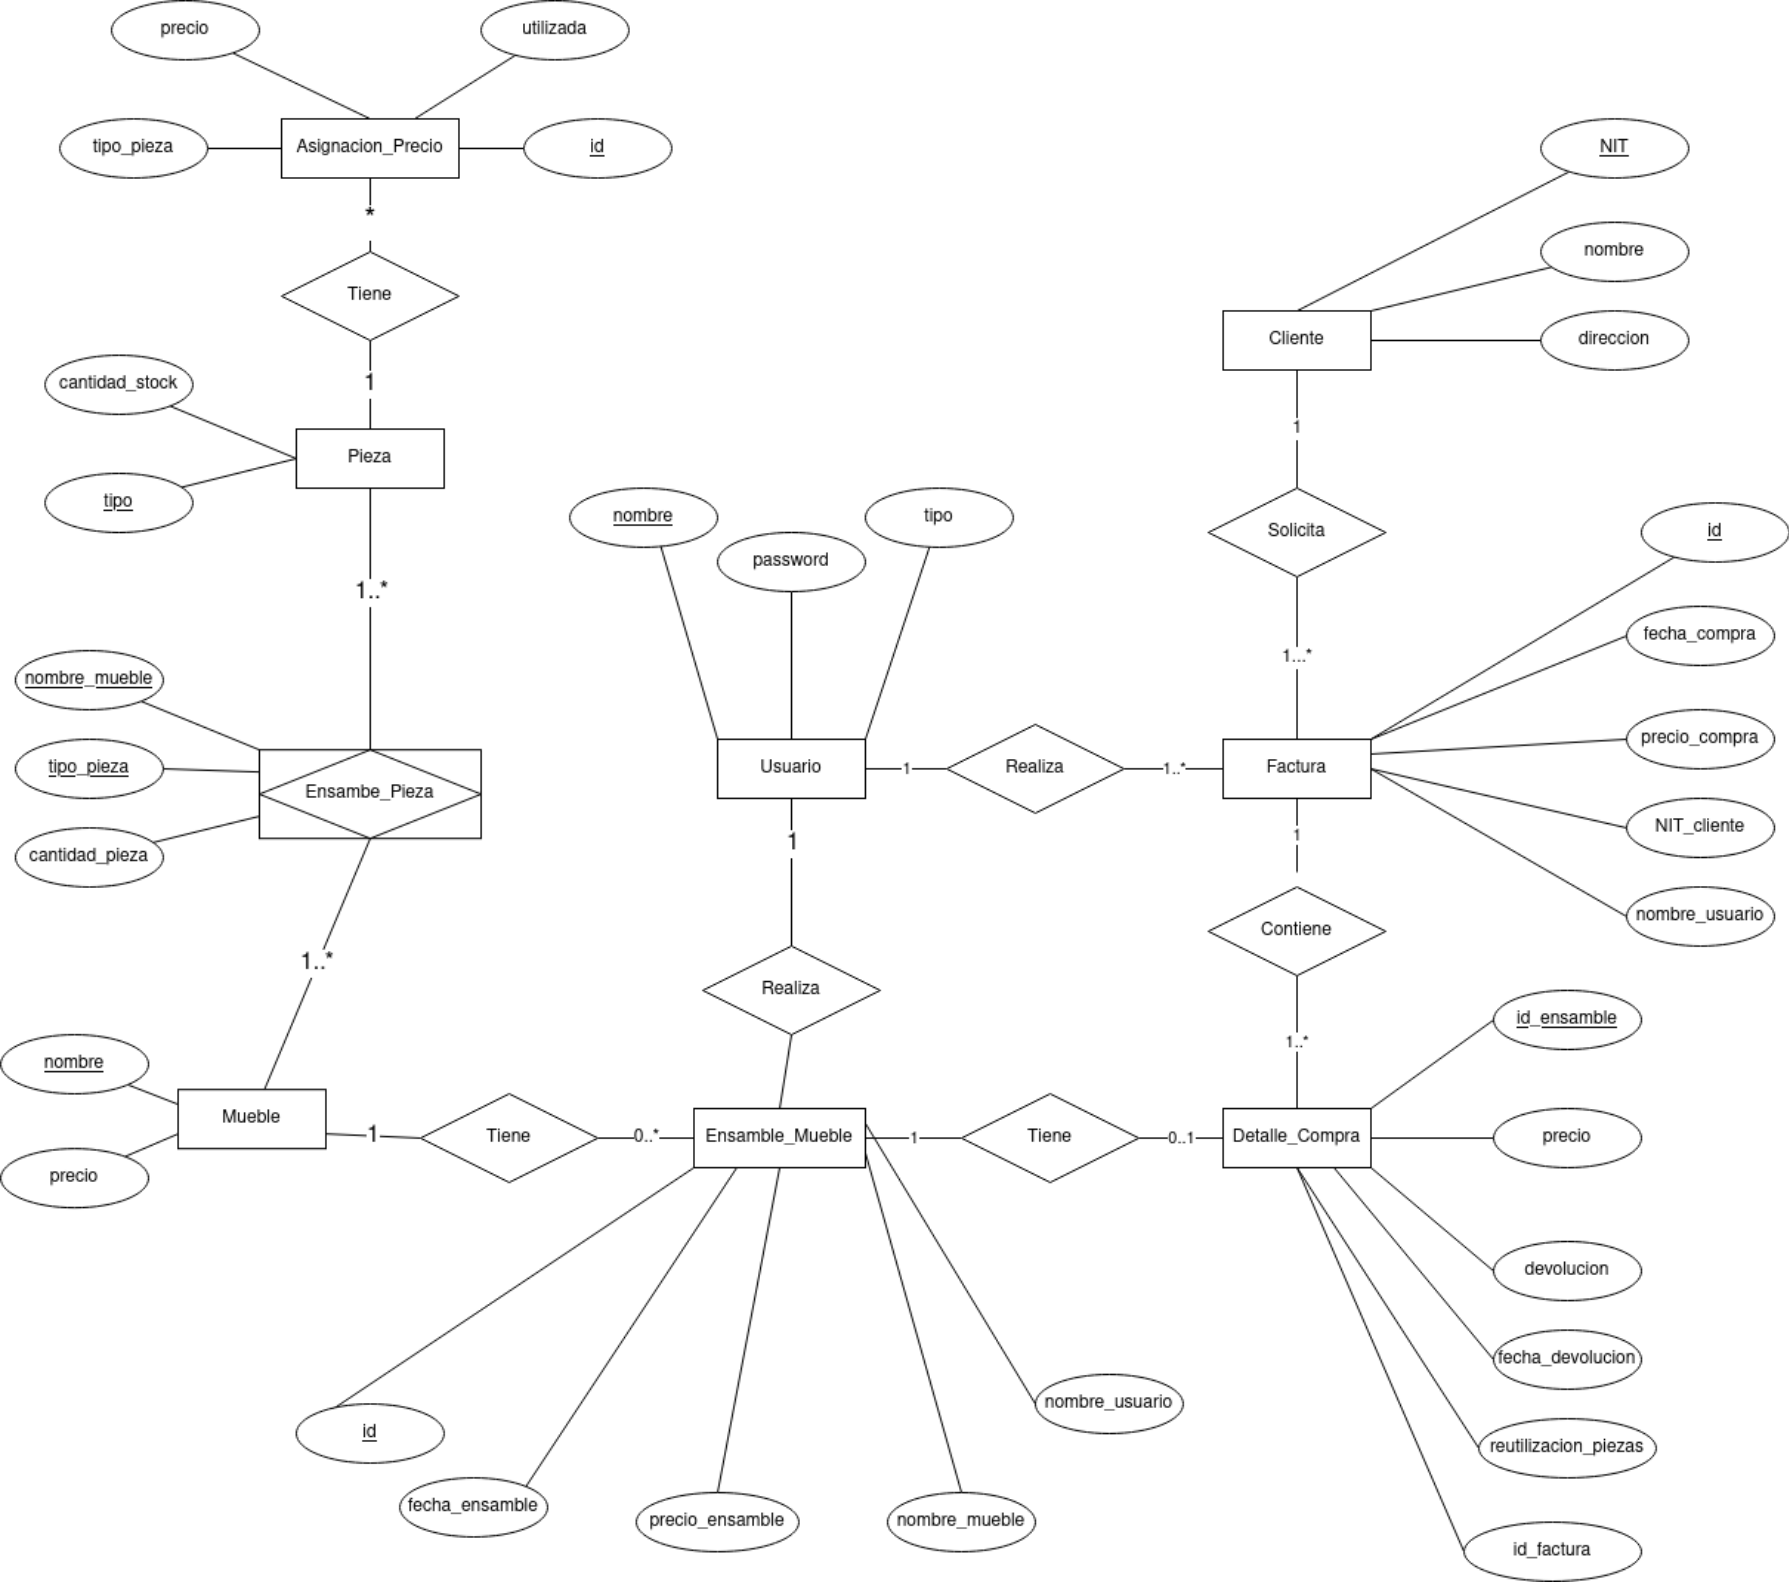 precio
utilizada
tipo_pieza
Asignacion_Precio
id
*
Tiene
1
cantidad_stock
Pieza
tipo
1..*
nombre_mueble
tipo_pieza
Ensambe_Pieza
cantidad_pieza
1..*
nombre
Mueble
precio
1
Tiene
0..*
nombre
password
tipo
Usuario
1
Realiza
1..*
1
Realiza
Ensamble_Mueble
1
Tiene
0..1
id
fecha_ensamble
precio_ensamble
nombre_mueble
nombre_usuario
NIT
nombre
Cliente
direccion
1
Solicita
1...*
id
fecha_compra
precio_compra
Factura
NIT_cliente
nombre_usuario
1
Contiene
1..*
id_ensamble
Detalle_Compra
precio
devolucion
fecha_devolucion
reutilizacion_piezas
id_factura